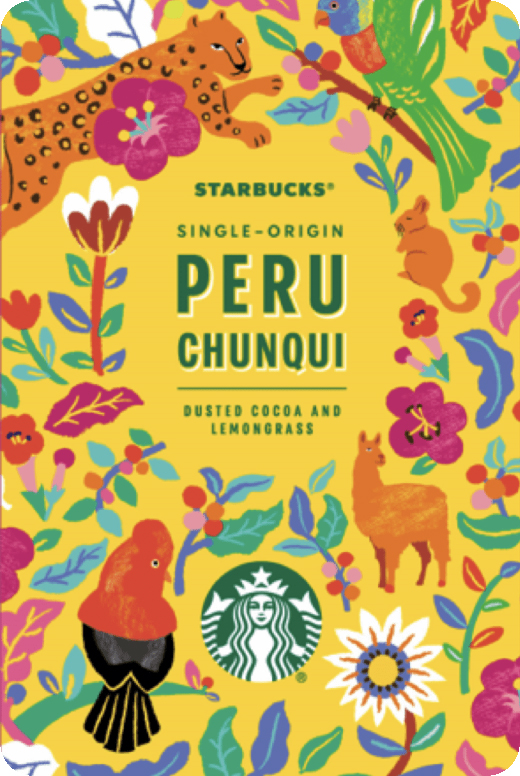 STARBUCKS®
SINGLE-ORIGIN
PERU
CHUNQUI
DUSTED COCOA AND
LEMONGRASS
®